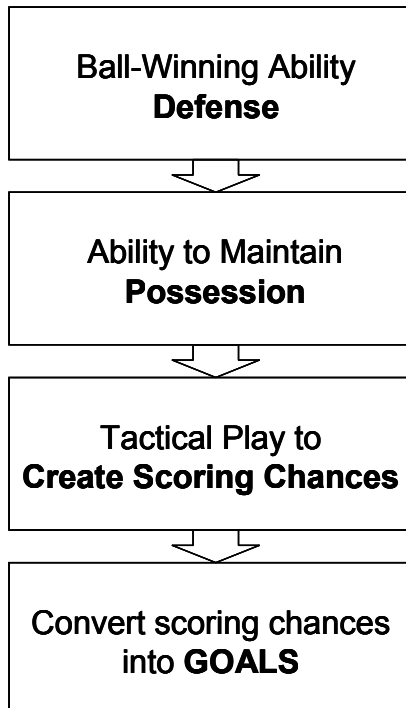 Ball-Winning Ability
Defense
Ability to Maintain
Possession
Tactical Play to
Create Scoring Chances
Convert scoring chances
into GOALS